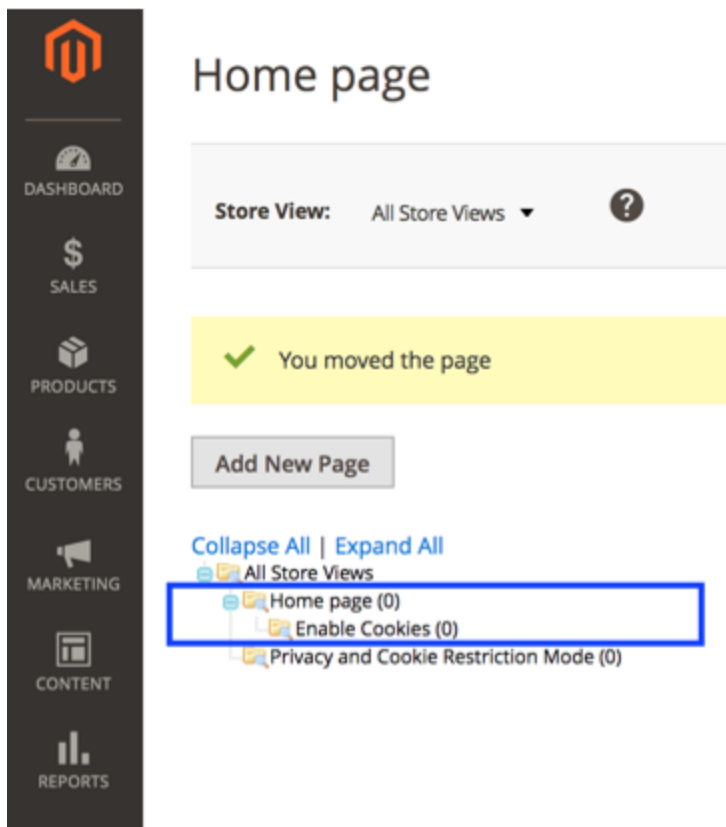 Home page
DASHBOARD
SALES
PRODUCTS
CUSTOMERS
MARKETING
CONTENT
REPORTS
Store View: All Store Views
?
You moved the page
Add New Page
Collapse All | Expand All
All Store Views
Home page (0)
Enable Cookies (0)
Privacy and Cookie Restriction Mode (0)